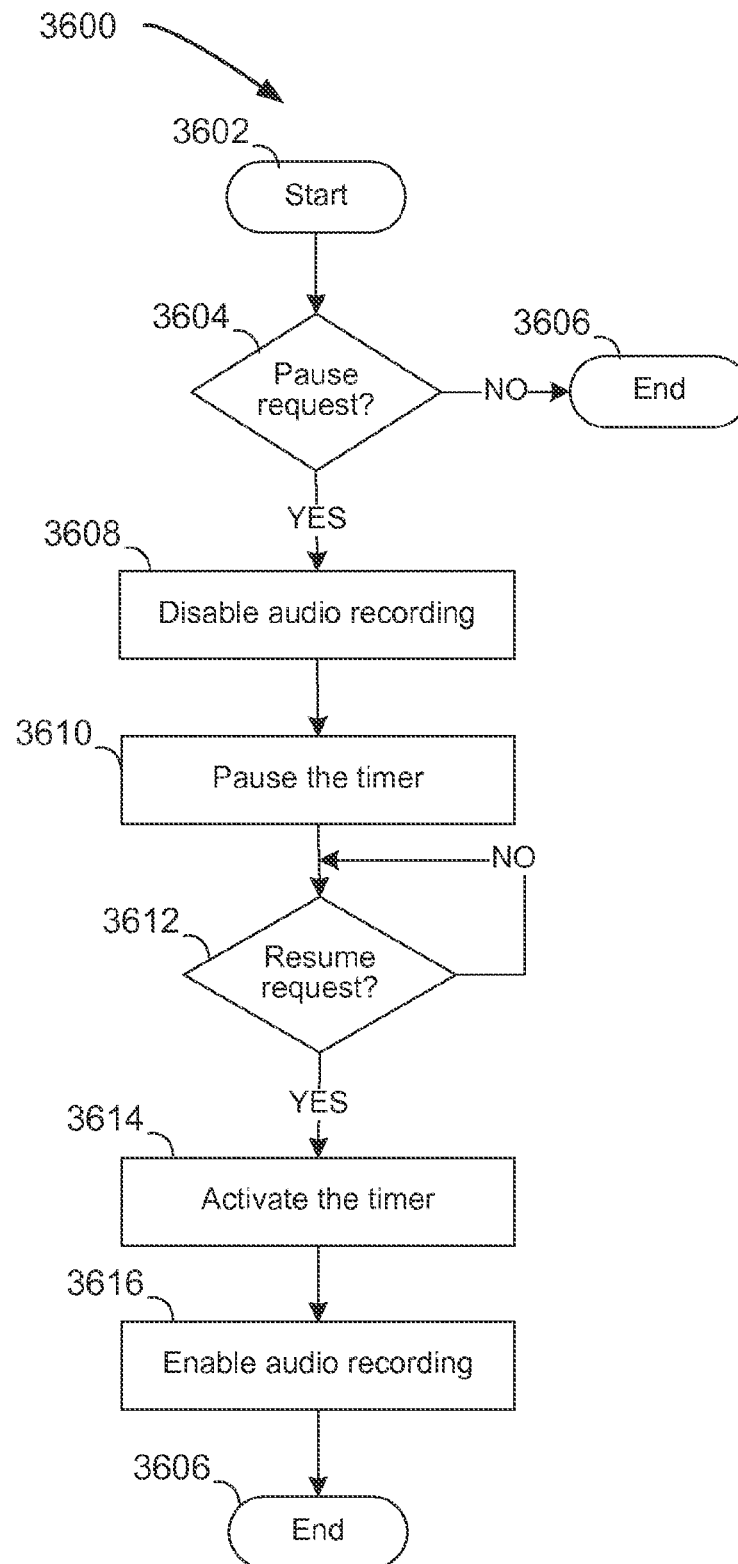 3600
3602
Start
3604
Pause
request?
NO
3606
End
YES
3608
Disable audio recording
3610
Pause the timer
NO
3612
Resume
request?
YES
3614
Activate the timer
3616
Enable audio recording
3606
End